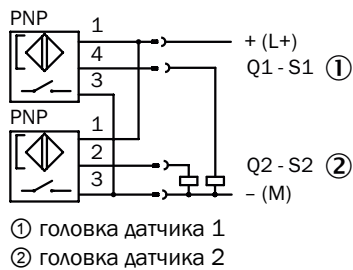 PNP
1
+ (L+)
4
Q1 - S1 ①
3
PNP
1
2
Q2 - S2 ②
3
– (M)
① головка датчика 1
② головка датчика 2